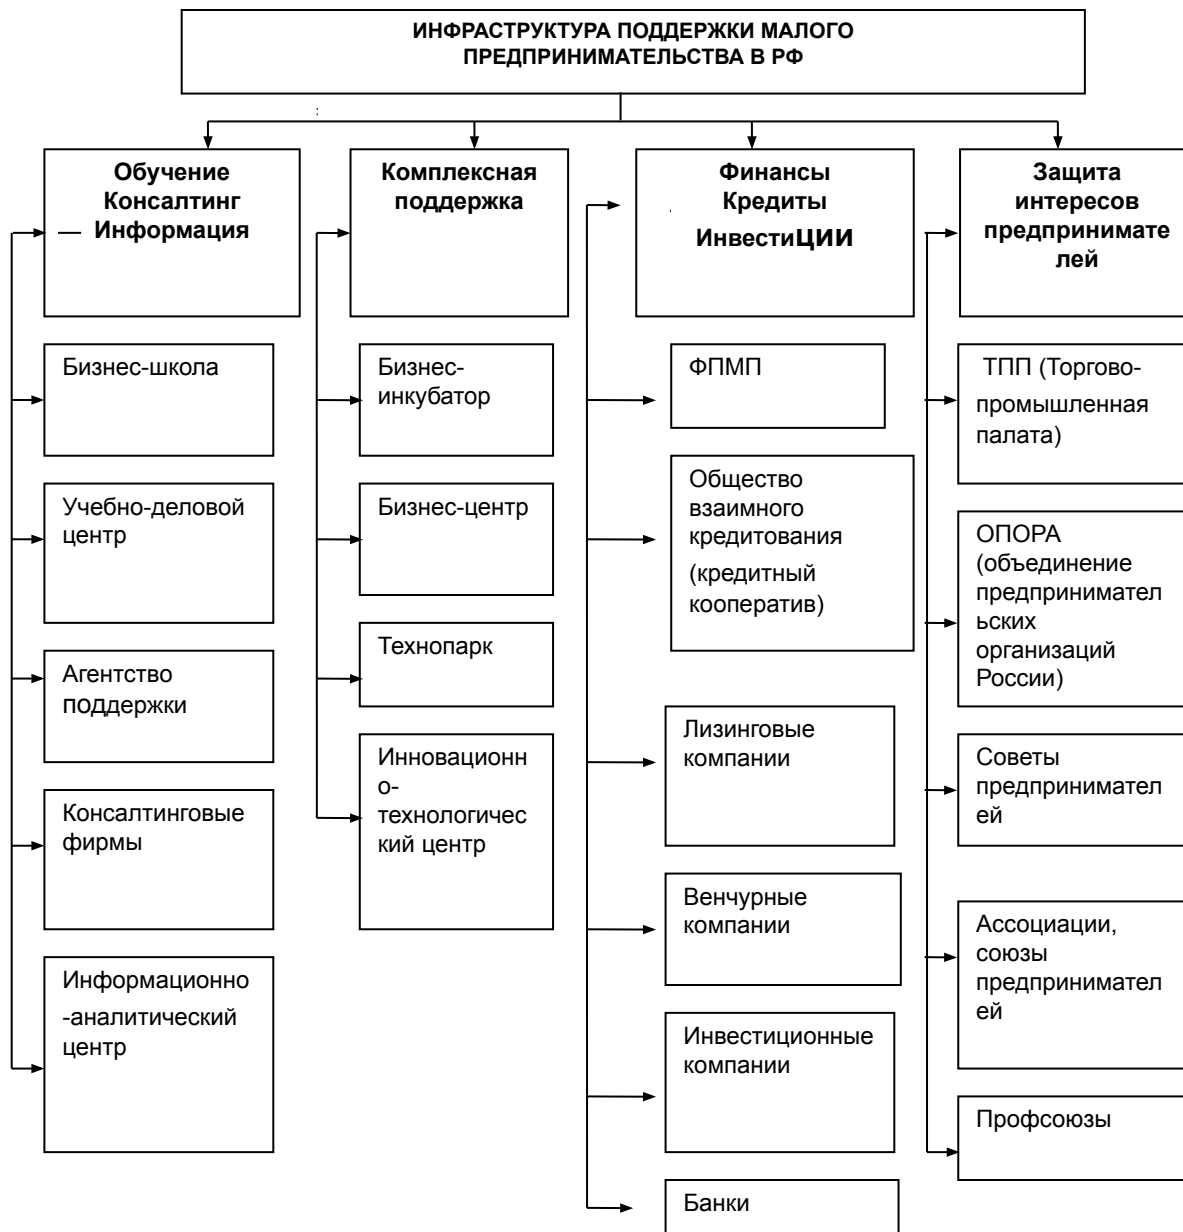 ИНФРАСТРУКТУРА ПОДДЕРЖКИ МАЛОГО
ПРЕДПРИНИМАТЕЛЬСТВА В РФ
Обучение
Консалтинг
— Информация
Комплексная
поддержка
Финансы
Кредиты
ИнвестиЦИИ
Защита
интересов
предпринимате
лей
Бизнес-школа
Учебно-деловой
центр
Агентство
поддержки
Консалтинговые
фирмы
Информационно
-аналитический
центр
Бизнес-
инкубатор
Бизнес-центр
Технопарк
Инновационн
о-
технологичес
кий центр
ФПМП
Общество
взаимного
кредитования
(кредитный
кооператив)
Лизинговые
компании
Венчурные
компании
Инвестиционные
компании
Банки
ТПП (Торгово-
промышленная
палата)
ОПОРА
(объединение
предпринимател
ьских
организаций
России)
Советы
предпринимател
ей
Ассоциации,
союзы
предпринимател
ей
Профсоюзы